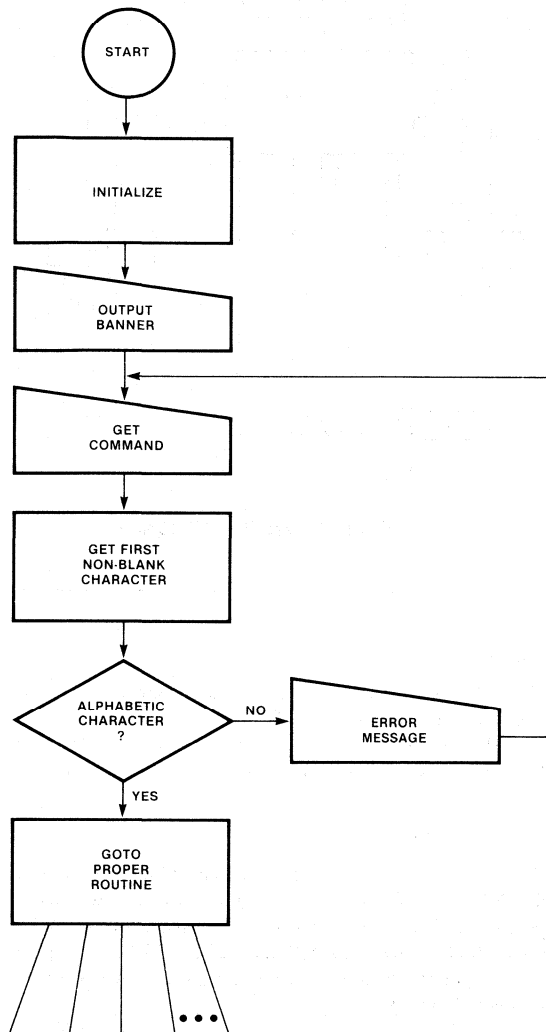 START
INITIALIZE
OUTPUT
BANNER
GET
COMMAND
GET FIRST
NON-BLANK
CHARACTER
ALPHABETIC
CHARACTER
?
NO
ERROR
MESSAGE
YES
GOTO
PROPER
ROUTINE